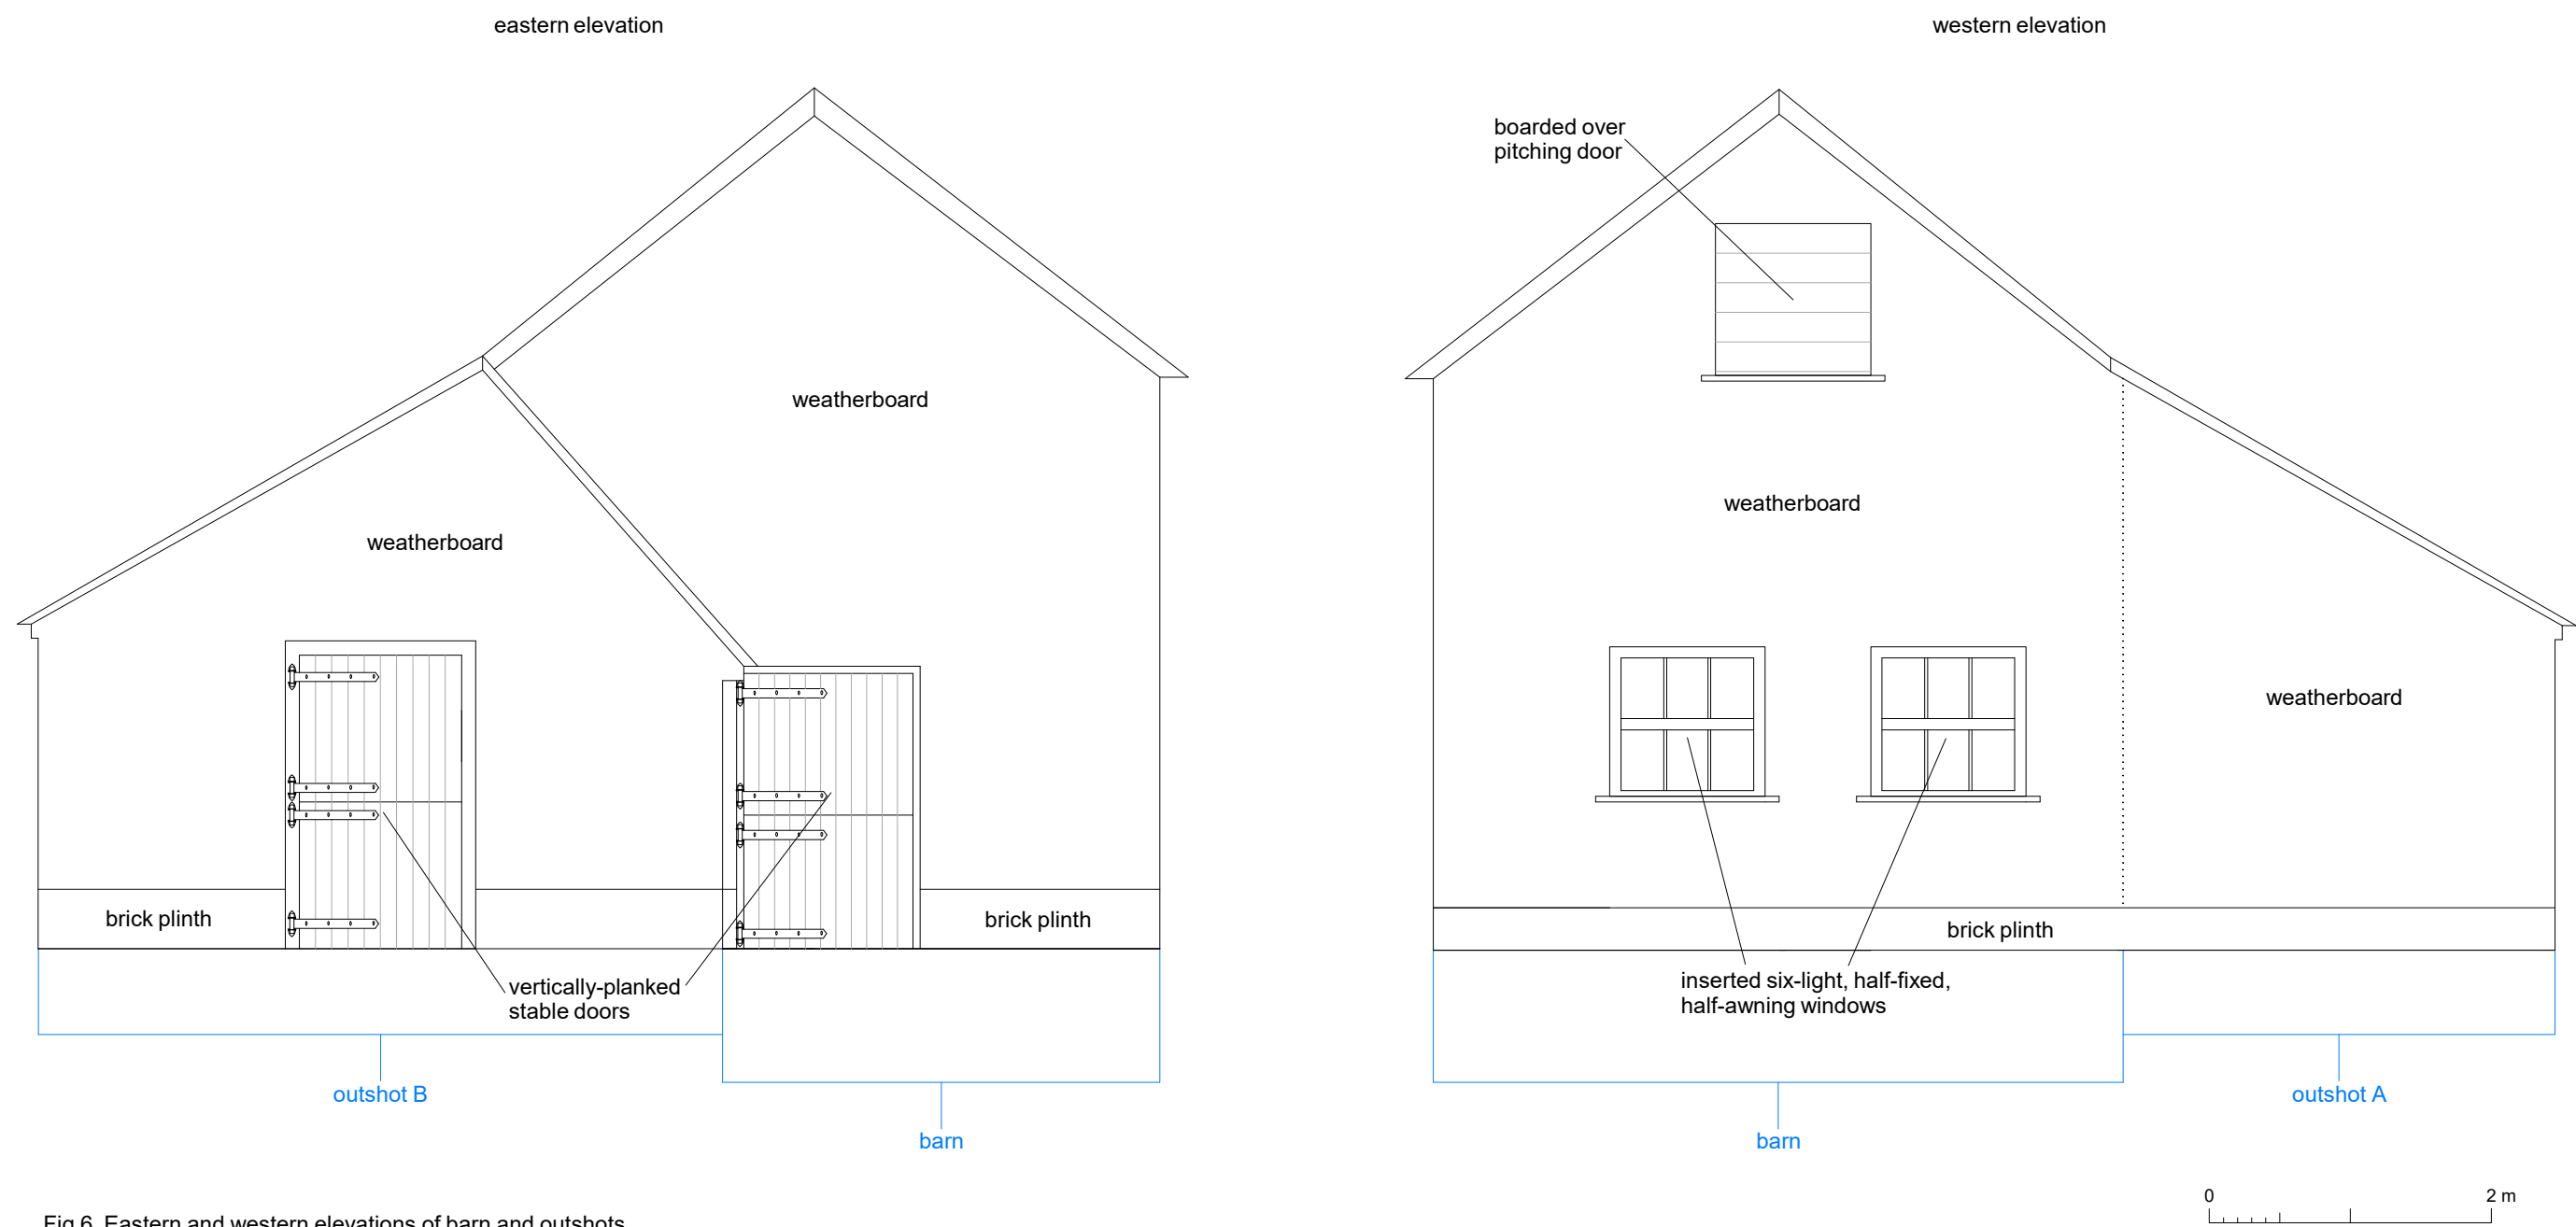 eastern elevation
western elevation
boarded over
pitching door
weatherboard
weatherboard
weatherboard
weatherboard
brick plinth
brick plinth
brick plinth
vertically-planked
stable doors
inserted six-light, half-fixed,
half-awning windows
outshot B
barn
barn
outshot A
0
2 m
Fig 6 Eastern and western elevations of barn and outshots